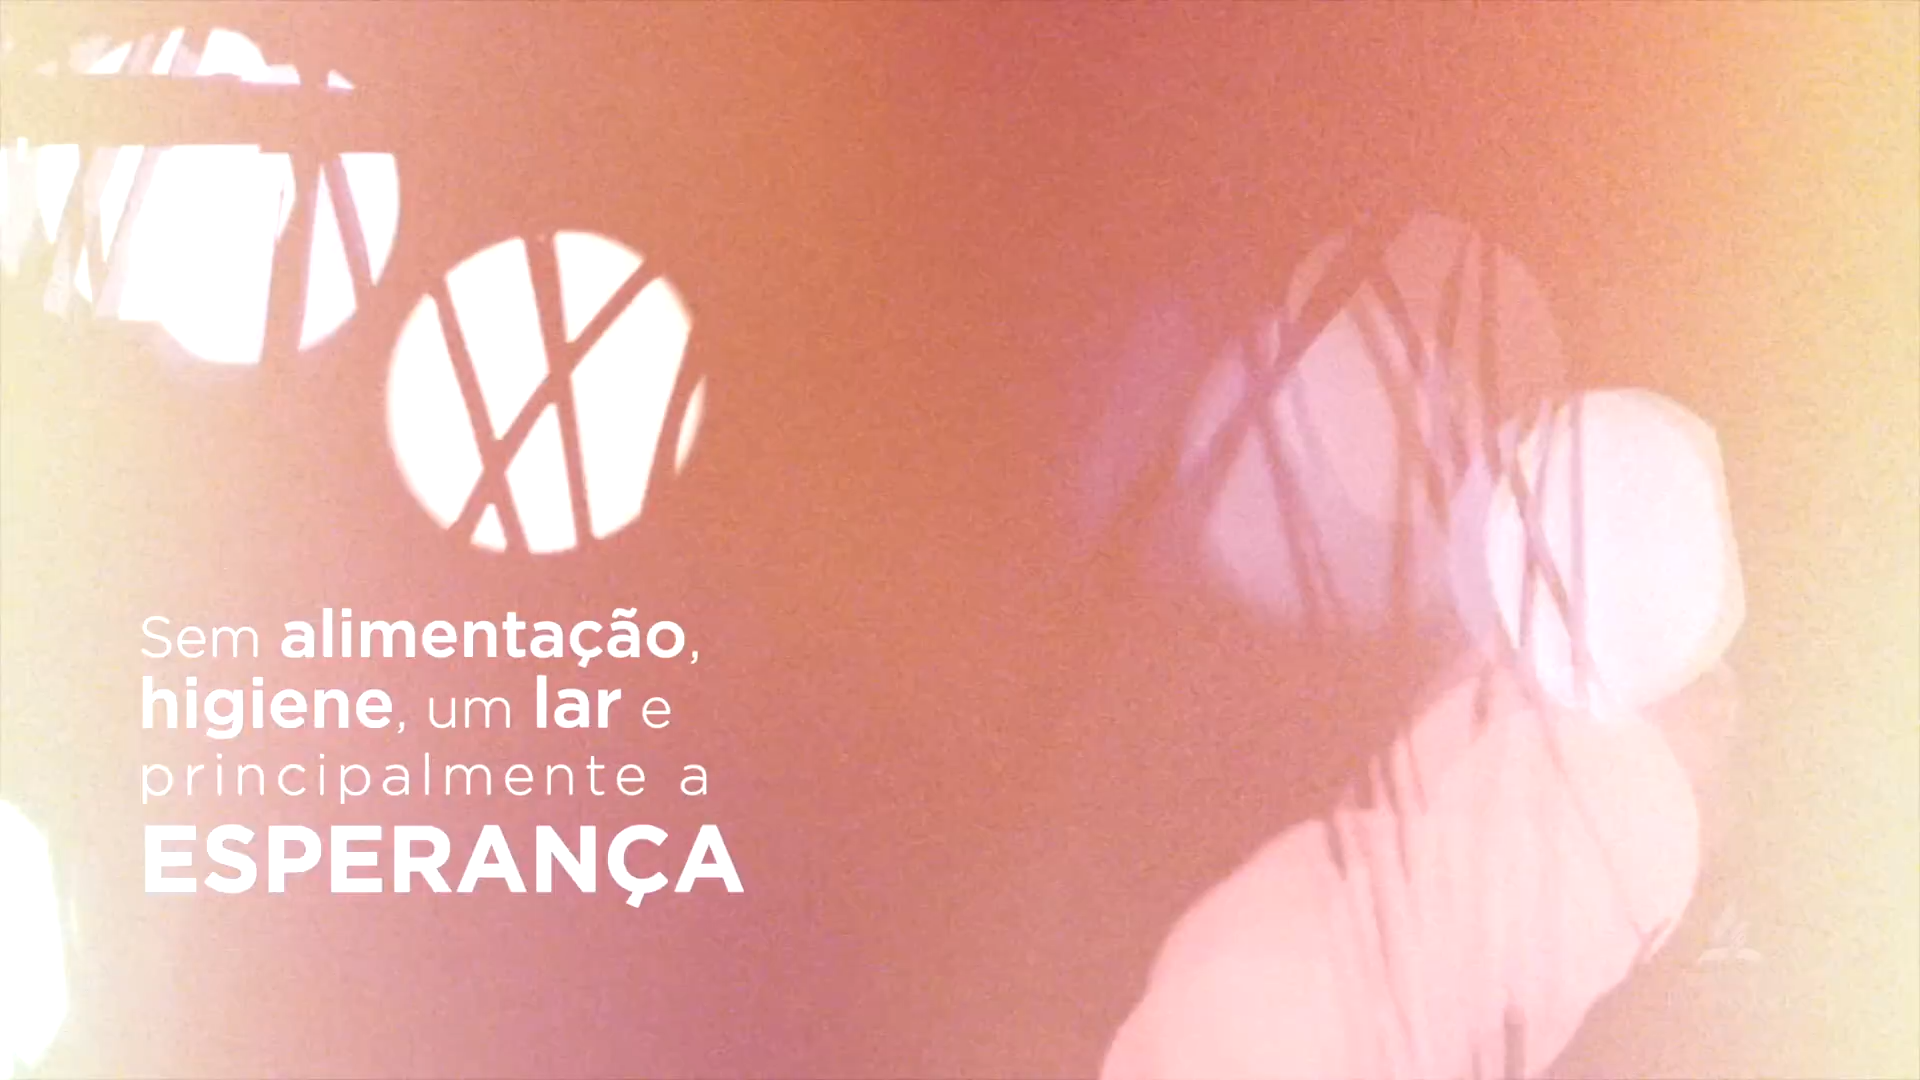 Sem alimentação,
higiene, um lar e
principalmente a
ESPERANÇA